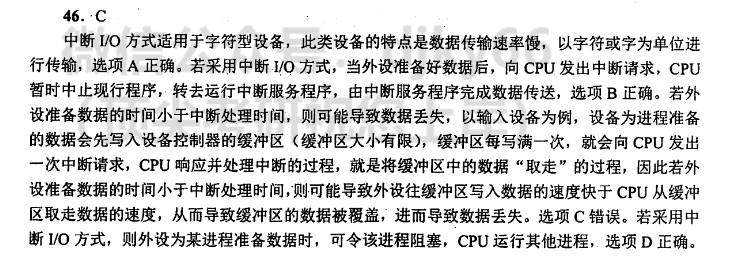 46. C
中断 I/O 方式适用于字符型设备，此类设备的特点是数据传输速率慢，以字符或字为单位进
行传输，选项 A 正确。若采用中断 I/O 方式，当外设准备好数据后，向 CPU 发出中断请求，CPU
暂时中止现行程序，转去运行中断服务程序，由中断服务程序完成数据传送，选项 B 正确。若外
设准备数据的时间小于中断处理时间，则可能导致数据丢失，以输入设备为例，设备为进程准备
的数据会先写入设备控制器的缓冲区（缓冲区大小有限），缓冲区每写满一次，就会向 CPU 发出
一次中断请求，CPU 响应并处理中断的过程，就是将缓冲区中的数据“取走”的过程，因此若外
设准备数据的时间小于中断处理时间，则可能导致外设往缓冲区写入数据的速度快于 CPU 从缓冲
区取走数据的速度，从而导致缓冲区的数据被覆盖，进而导致数据丢失。选项 C 错误。若采用中
断 I/O 方式，则外设为某进程准备数据时，可令该进程阻塞，CPU 运行其他进程，选项 D 正确。